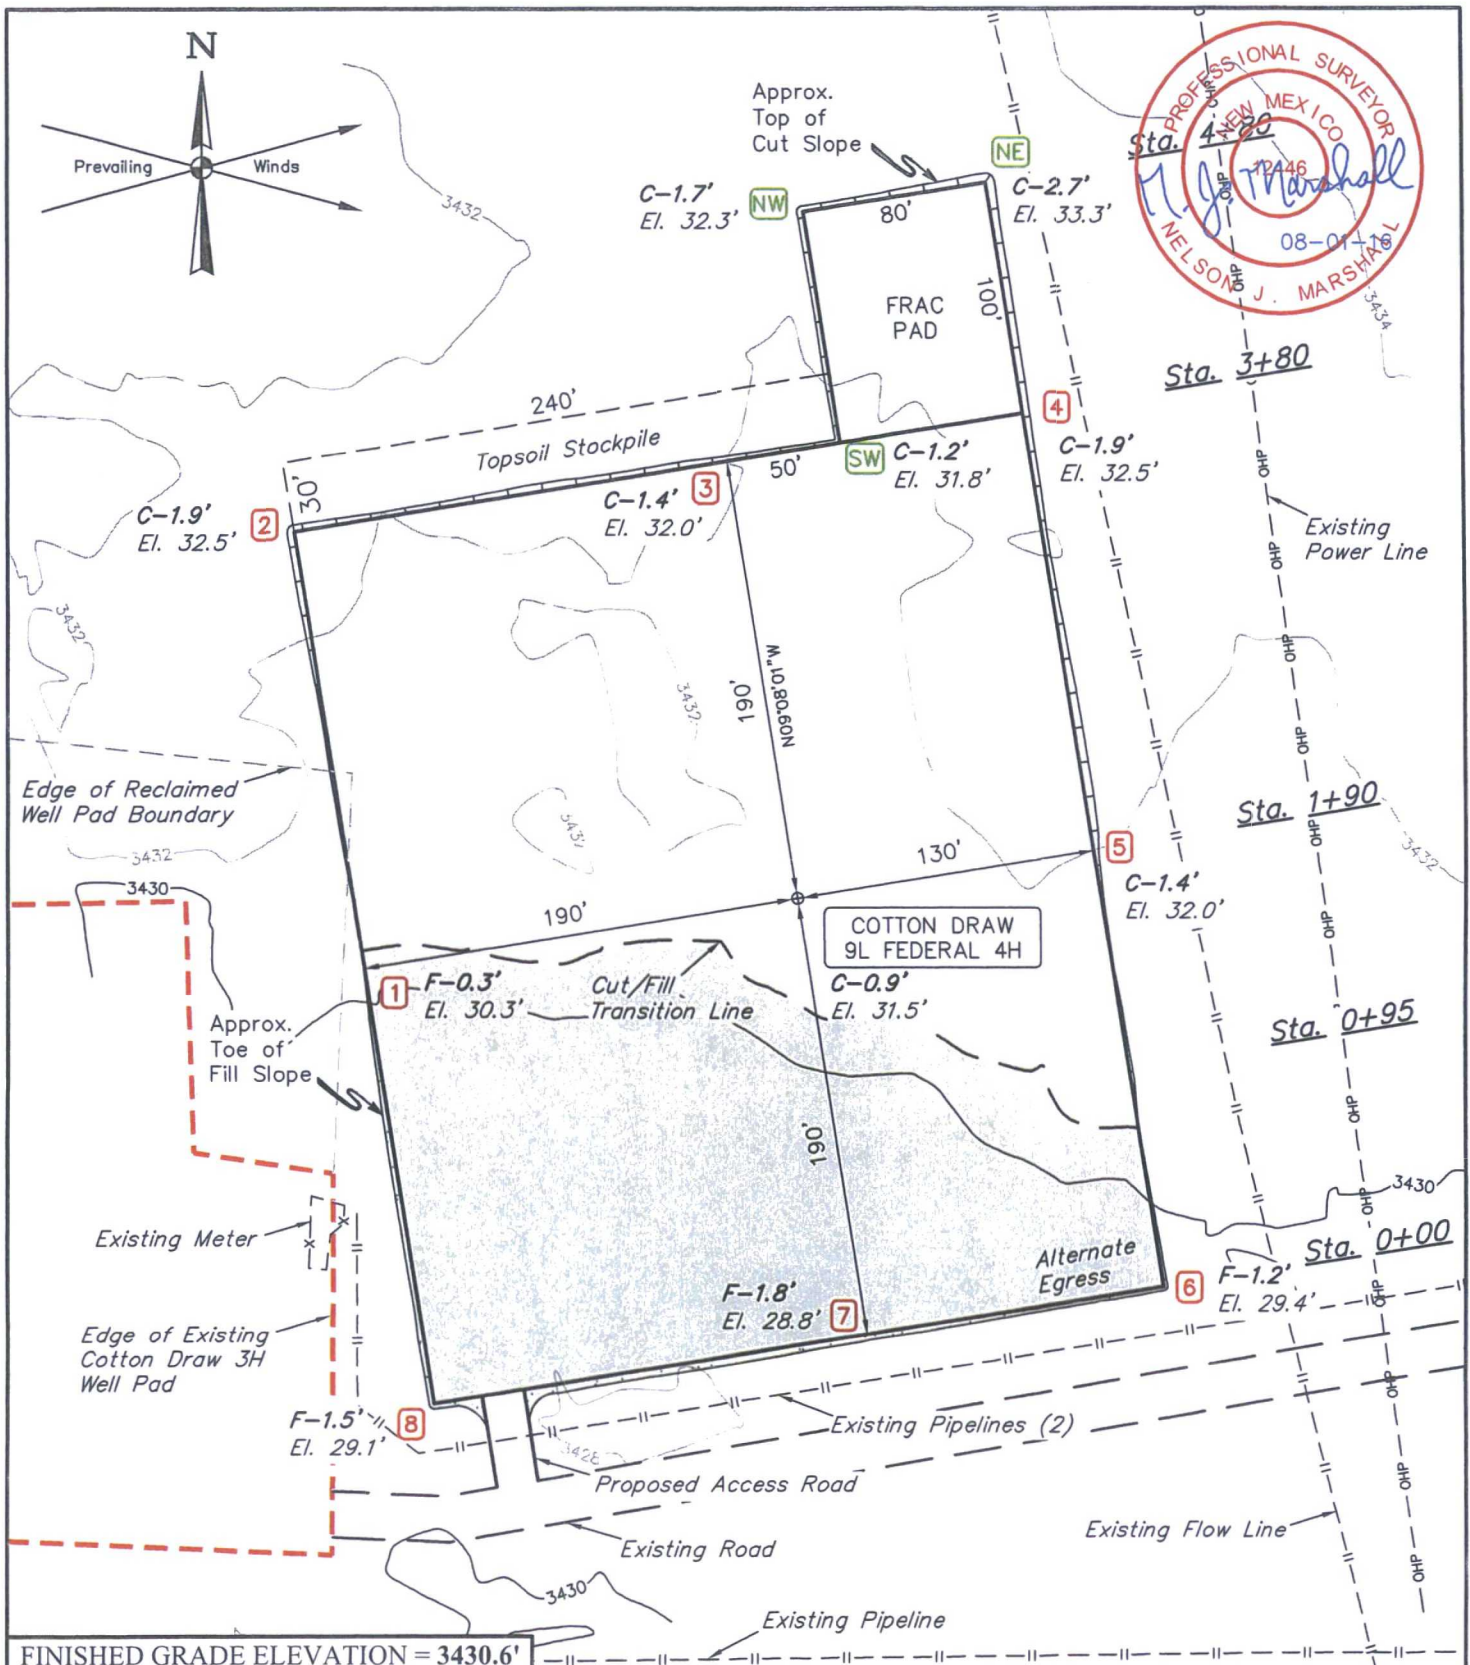 N
Prevailing Winds
3432
Approx.
Top of
Cut Slope
NE
C-2.7'
El. 33.3'
C-1.7'
El. 32.3'
NW
80'
100'
FRAC
PAD
PROFESSIONAL SURVEYOR
NEW MEXICO
N. J. Marshall
NELSON J. MARSHALL
Sta. 4+80
3434
Sta. 3+80
240'
Topsoil Stockpile
30'
50'
4
C-1.9'
El. 32.5'
SW
C-1.2'
El. 31.8'
C-1.9'
El. 32.5'
2
C-1.4'
El. 32.0'
3
OHP
Existing
Power Line
3432
3432
190'
N09.08'01"W
Edge of Reclaimed
Well Pad Boundary
3432
3430
Sta. 1+90
3432
130'
5
C-1.4'
El. 32.0'
190'
COTTON DRAW
9L FEDERAL 4H
C-0.9'
El. 31.5'
1
F-0.3'
El. 30.3'
Cut/Fill
Transition Line
Sta. 0+95
Approx.
Toe of
Fill Slope
190'
3430
Existing Meter
Sta. 0+00
Alternate
Egress
6
F-1.2'
El. 29.4'
F-1.8'
El. 28.8'
7
Edge of Existing
Cotton Draw 3H
Well Pad
F-1.5'
El. 29.1'
8
3428
Existing Pipelines (2)
Proposed Access Road
Existing Road
Existing Flow Line
3430
Existing Pipeline
FINISHED GRADE ELEVATION = 3430.6'